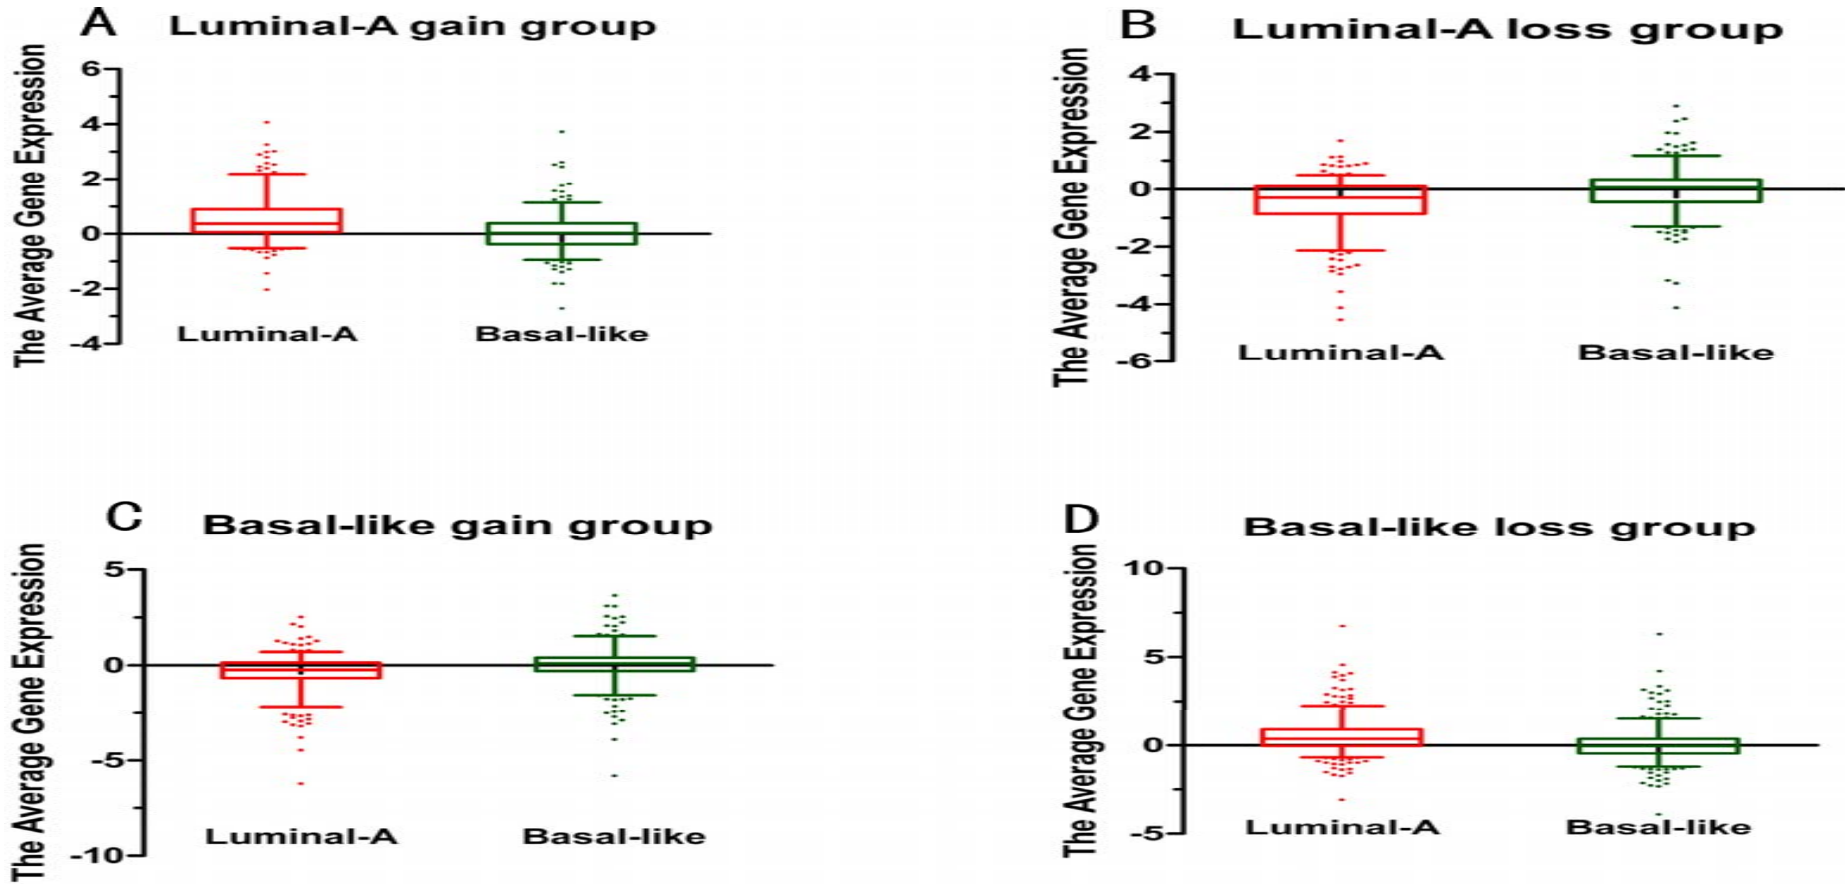 A
Luminal-A gain group
The Average Gene Expression
6
4
2
0
-2
-4
Luminal-A
Basal-like
B
Luminal-A loss group
The Average Gene Expression
4
2
0
-2
-4
-6
Luminal-A
Basal-like
C
Basal-like gain group
The Average Gene Expression
5
0
-5
-10
Luminal-A
Basal-like
D
Basal-like loss group
The Average Gene Expression
10
5
0
-5
Luminal-A
Basal-like